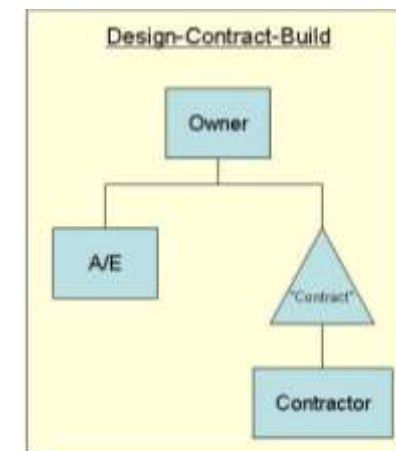 Design-Contract-Build
Owner
A/E
"Contract"
Contractor